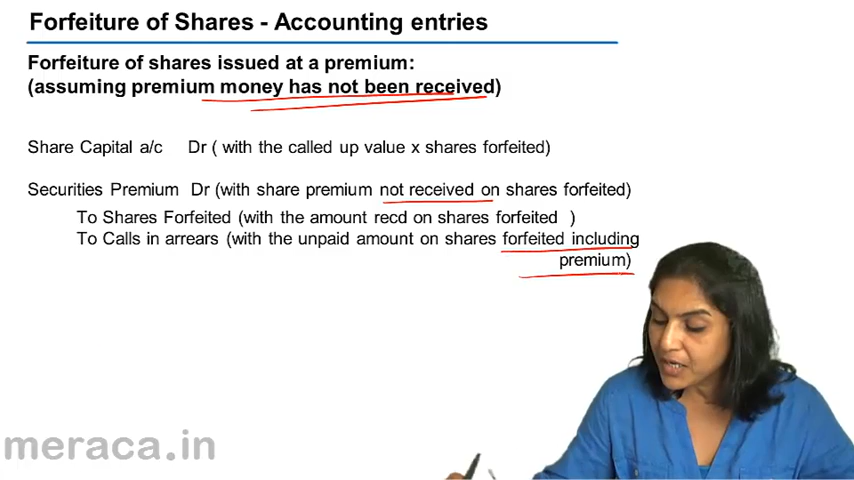 Forfeiture of Shares - Accounting entries
Forfeiture of shares issued at a premium:
(assuming premium money has not been received)
Share Capital a/c Dr ( with the called up value x shares forfeited)
Securities Premium Dr (with share premium not received on shares forfeited)
To Shares Forfeited (with the amount recd on shares forfeited )
To Calls in arrears (with the unpaid amount on shares forfeited including
premium)
meraca.in